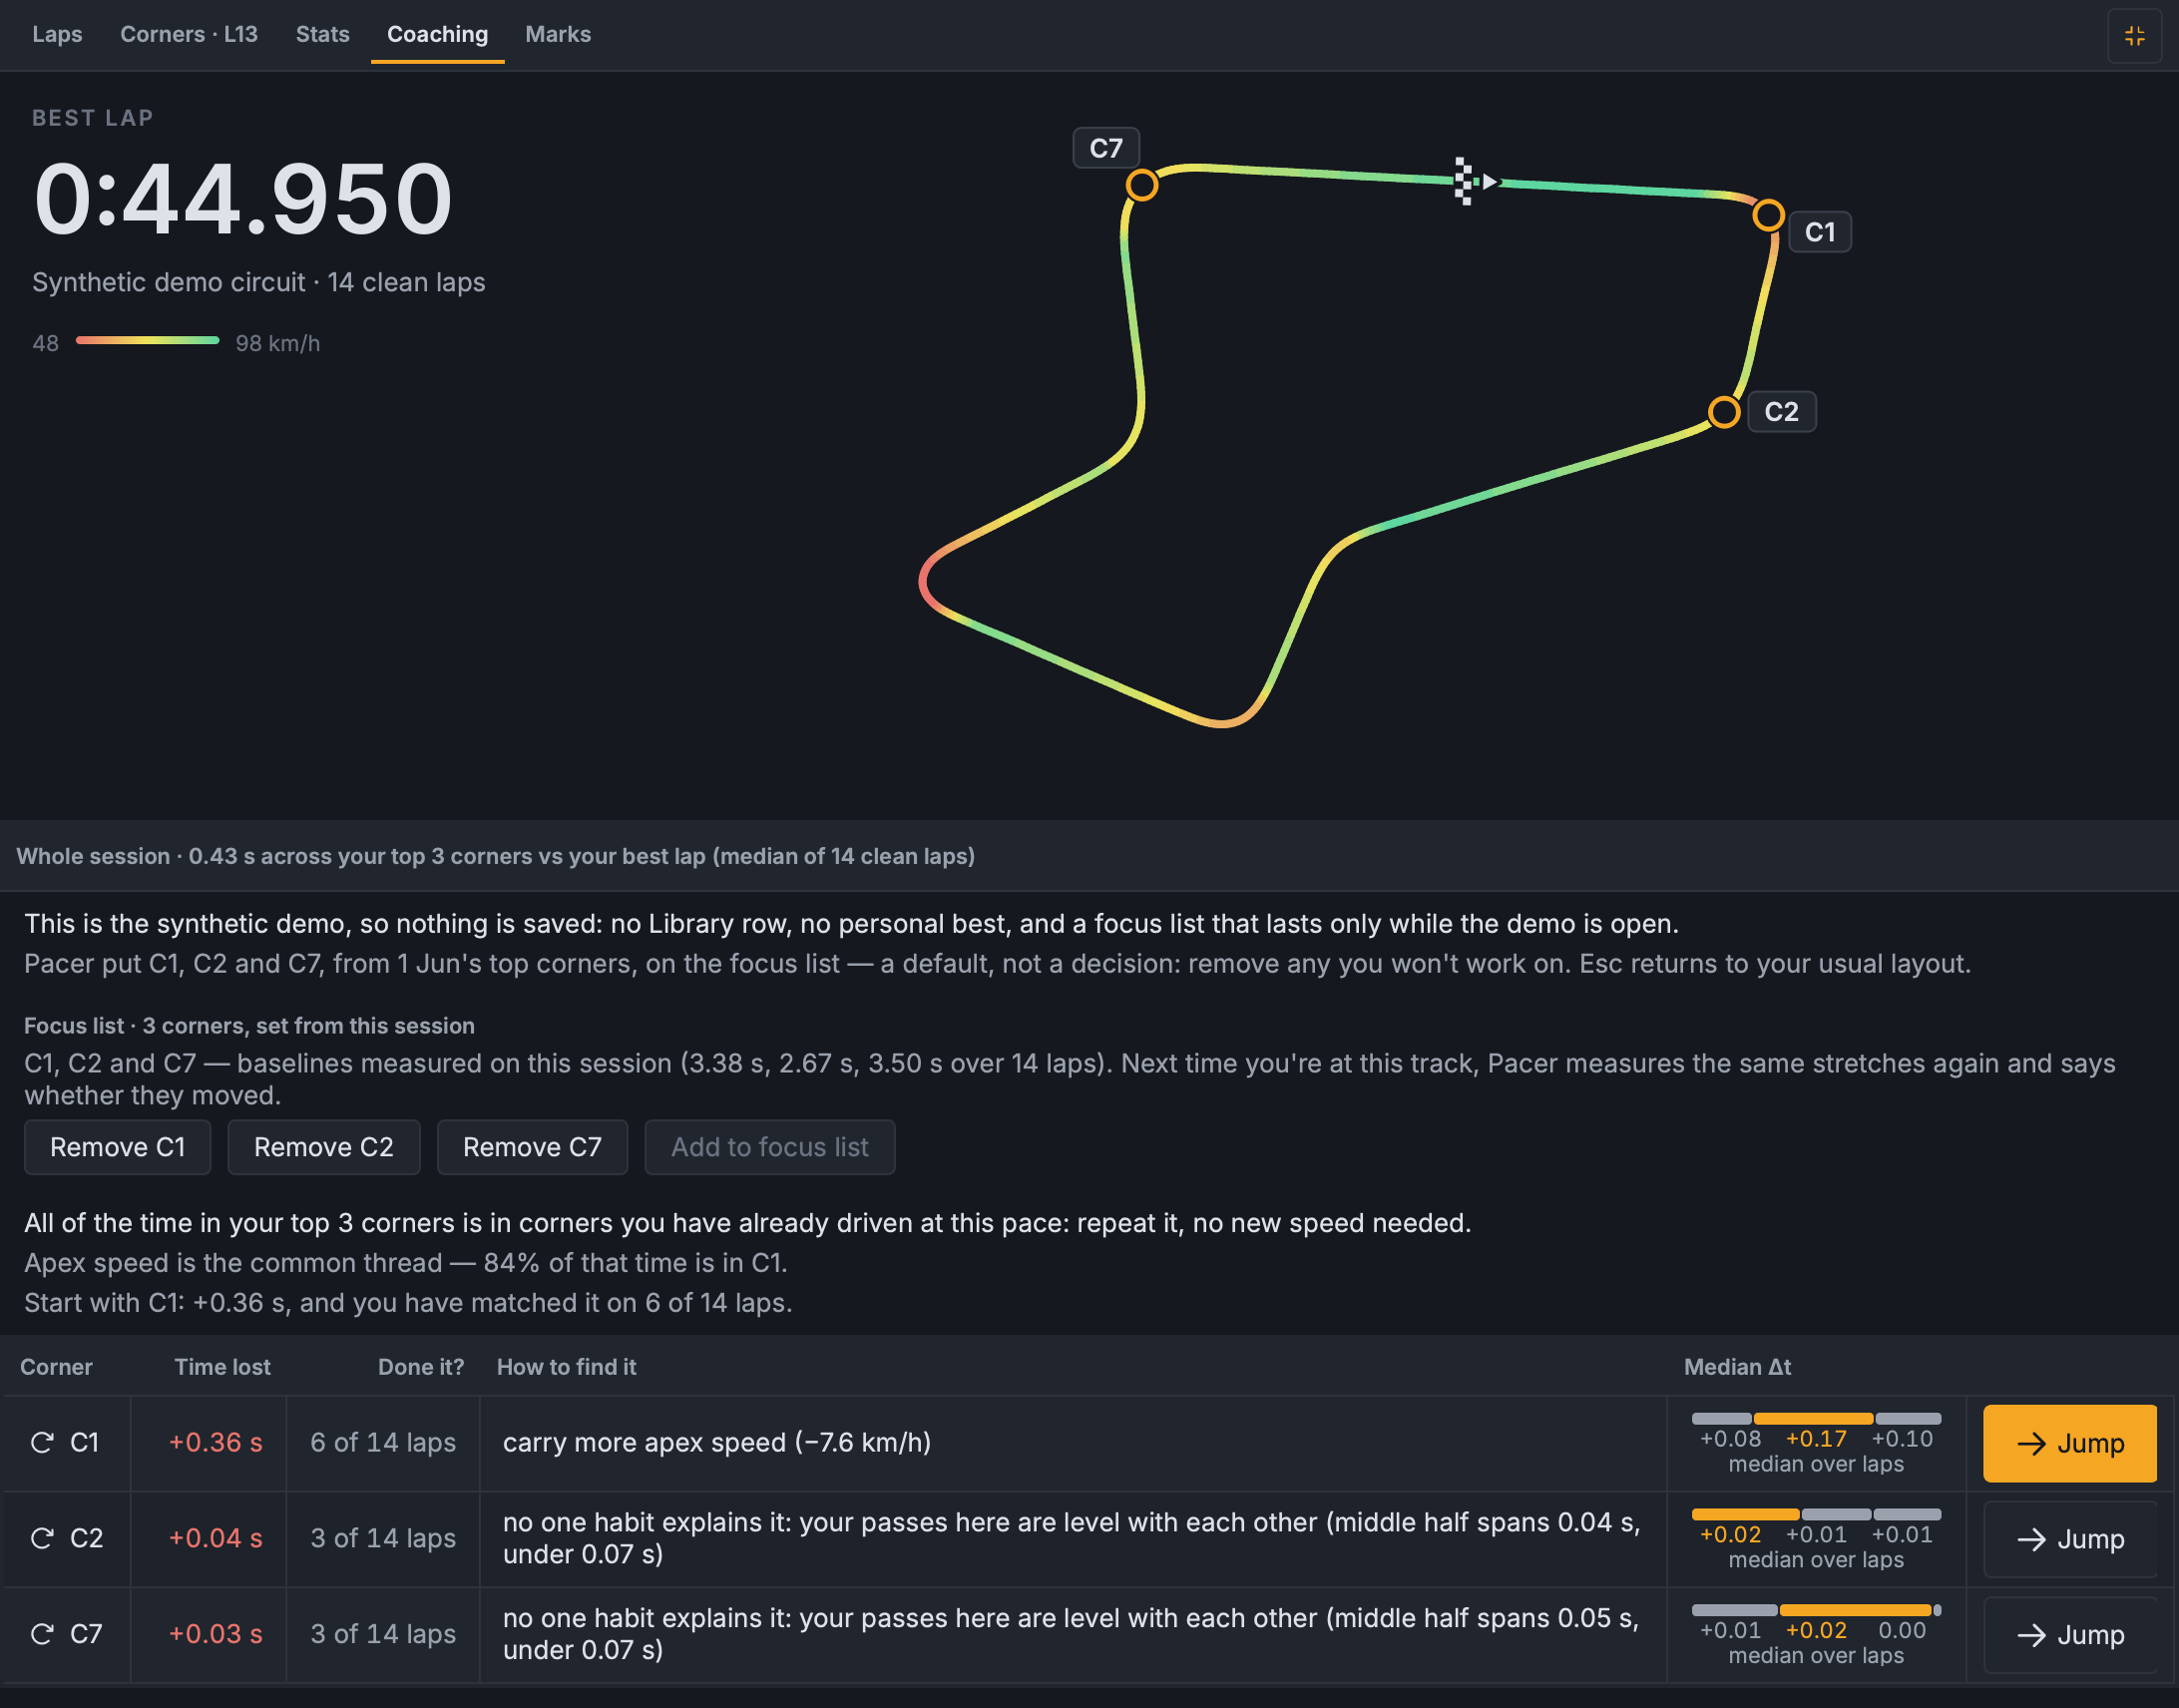 Laps Corners · L13 Stats Coaching Marks
BEST LAP
0:44.950
Synthetic demo circuit · 14 clean laps
48 98 km/h
C7
C1
C2
Whole session · 0.43 s across your top 3 corners vs your best lap (median of 14 clean laps)
This is the synthetic demo, so nothing is saved: no Library row, no personal best, and a focus list that lasts only while the demo is open.
Pacer put C1, C2 and C7, from 1 Jun's top corners, on the focus list — a default, not a decision: remove any you won't work on. Esc returns to your usual layout.
Focus list · 3 corners, set from this session
C1, C2 and C7 — baselines measured on this session (3.38 s, 2.67 s, 3.50 s over 14 laps). Next time you're at this track, Pacer measures the same stretches again and says
whether they moved.
Remove C1 Remove C2 Remove C7 Add to focus list
All of the time in your top 3 corners is in corners you have already driven at this pace: repeat it, no new speed needed.
Apex speed is the common thread — 84% of that time is in C1.
Start with C1: +0.36 s, and you have matched it on 6 of 14 laps.
Corner Time lost Done it? How to find it Median Δt
C1 +0.36 s 6 of 14 laps carry more apex speed (−7.6 km/h) +0.08 +0.17 +0.10 → Jump
median over laps
C2 +0.04 s 3 of 14 laps no one habit explains it: your passes here are level with each other (middle half spans 0.04 s, +0.02 +0.01 +0.01 → Jump
under 0.07 s) median over laps
C7 +0.03 s 3 of 14 laps no one habit explains it: your passes here are level with each other (middle half spans 0.05 s, +0.01 +0.02 0.00 → Jump
under 0.07 s) median over laps